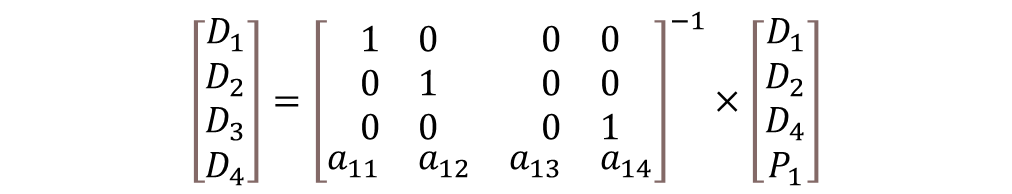 [D₁ D₂ D₃ D₄] = [1 0 0 0
0 1 0 0
0 0 0 1
a₁₁ a₁₂ a₁₃ a₁₄]⁻¹ × [D₁ D₂ D₄ P₁]